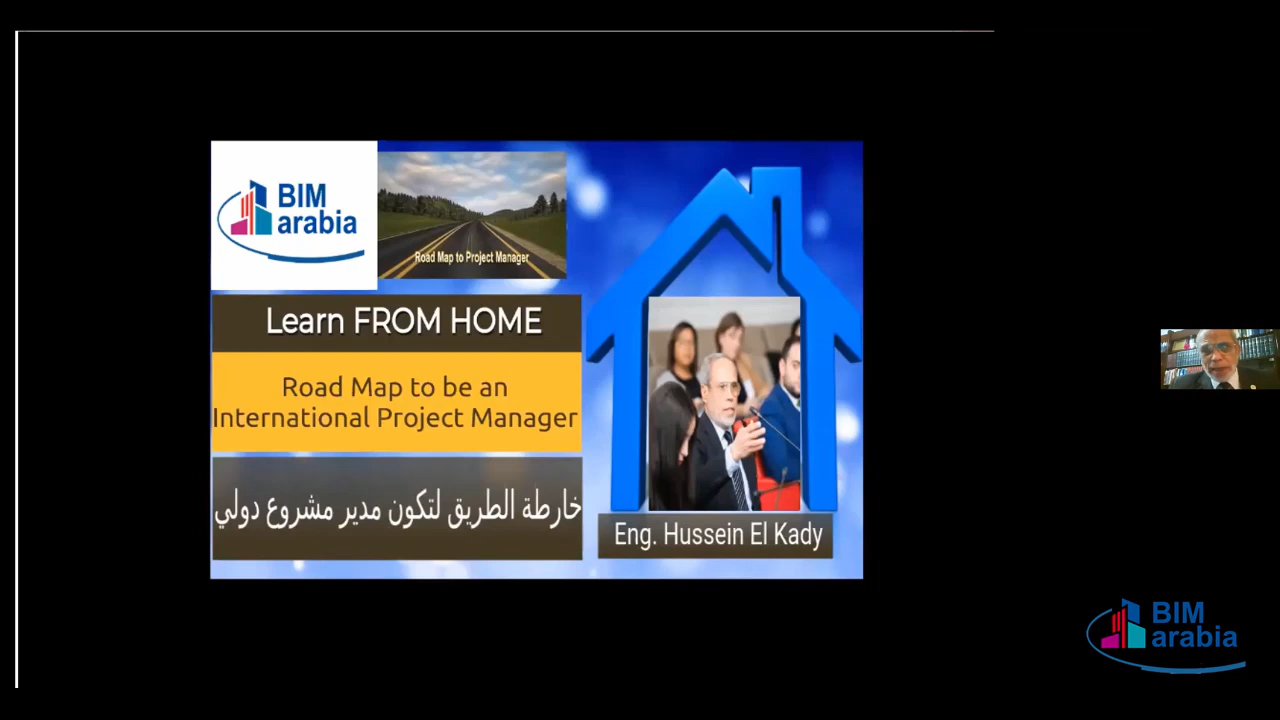 BIM
arabia
Road Map to Project Manager
Learn FROM HOME
Road Map to be an
International Project Manager
خارطة الطريق لتكون مدير مشروع دولي
Eng. Hussein El Kady
BIM
arabia